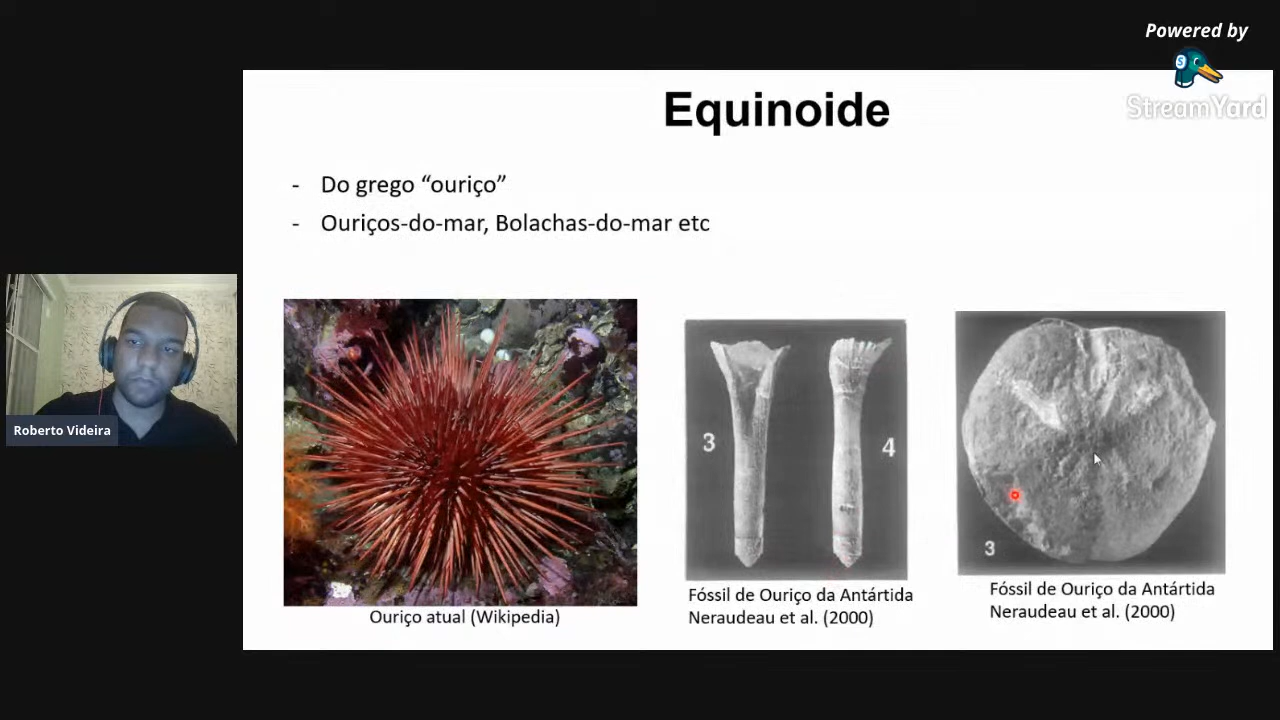 Powered by
StreamYard
Equinoide
- Do grego “ouriço”
- Ouriços-do-mar, Bolachas-do-mar etc
Roberto Videira
3
4
3
Ouriço atual (Wikipedia)
Fóssil de Ouriço da Antártida
Neraudeau et al. (2000)
Fóssil de Ouriço da Antártida
Neraudeau et al. (2000)